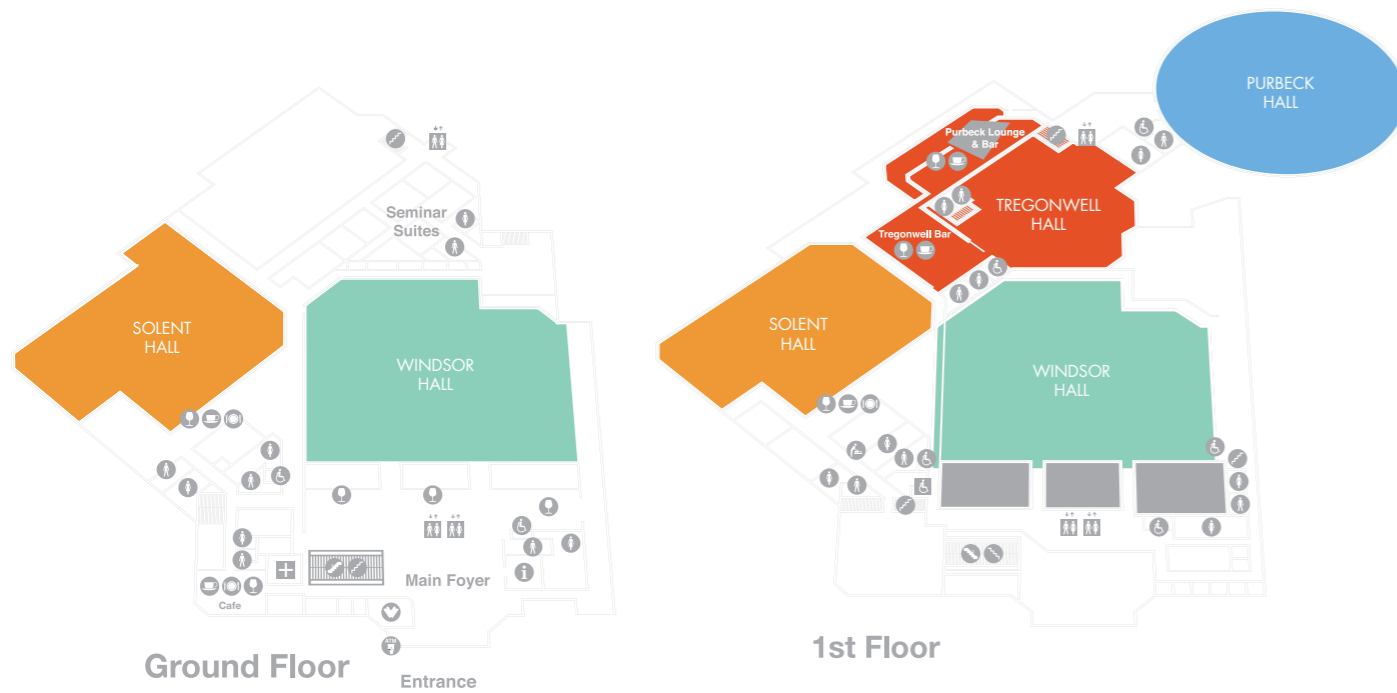 Seminar
Suites
SOLENT
HALL
WINDSOR
HALL
Main Foyer
Cafe
ATM
Ground Floor
Entrance
PURBECK
HALL
Purbeck Lounge
& Bar
TREGONWELL
HALL
Tregonwell Bar
SOLENT
HALL
WINDSOR
HALL
1st Floor